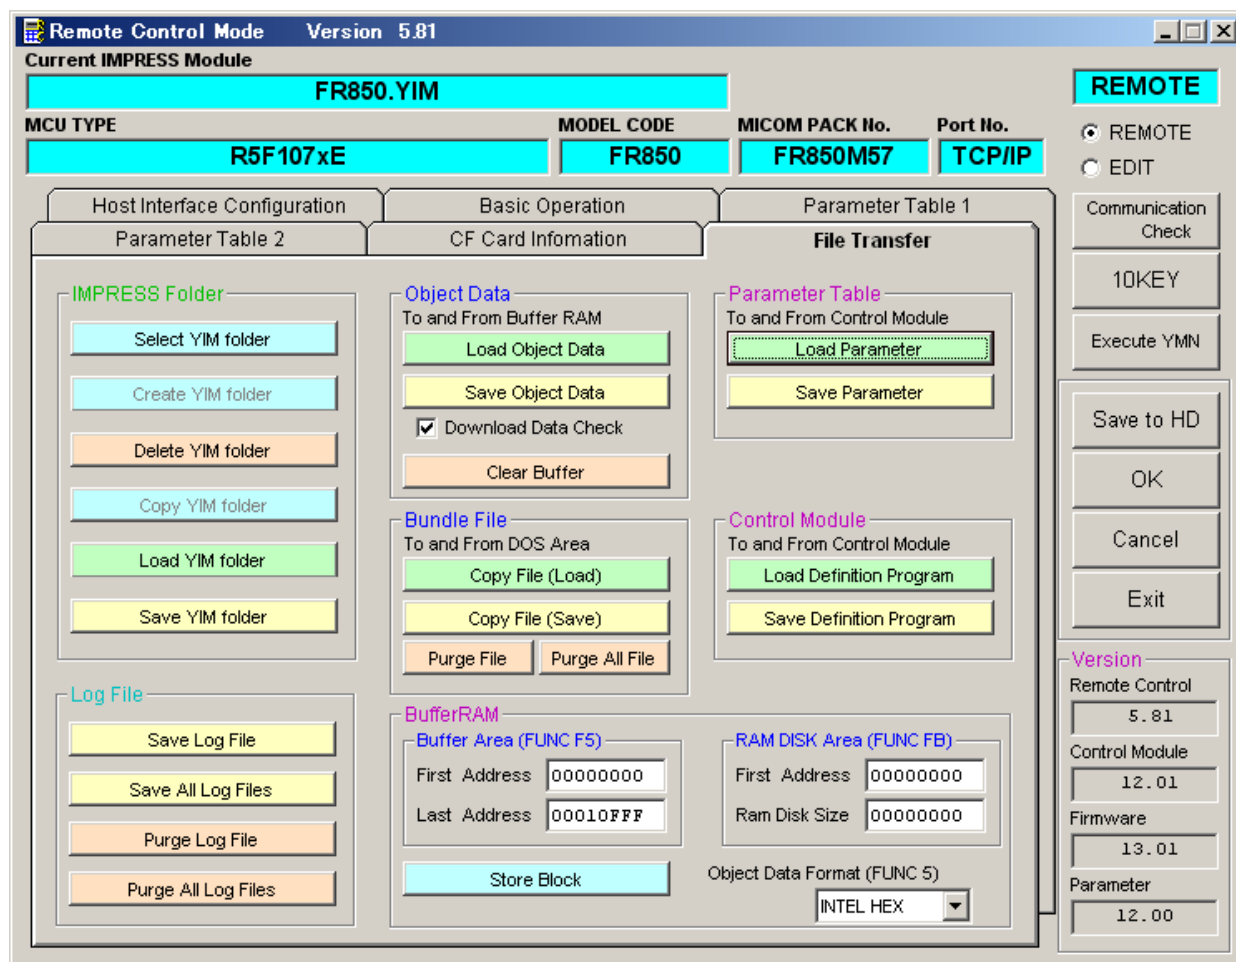 Remote Control Mode Version 5.81
Current IMPRESS Module
FR850.YIM
REMOTE
MCU TYPE
MODEL CODE
MICOM PACK No.
Port No.
R5F107xE
FR850
FR850M57
TCP/IP
REMOTE
EDIT
Host Interface Configuration
Basic Operation
Parameter Table 1
Parameter Table 2
CF Card Infomation
File Transfer
IMPRESS Folder
Select YIM folder
Create YIM folder
Delete YIM folder
Copy YIM folder
Load YIM folder
Save YIM folder
Log File
Save Log File
Save All Log Files
Purge Log File
Purge All Log Files
Object Data
To and From Buffer RAM
Load Object Data
Save Object Data
Download Data Check
Clear Buffer
Bundle File
To and From DOS Area
Copy File (Load)
Copy File (Save)
Purge File
Purge All File
Parameter Table
To and From Control Module
Load Parameter
Save Parameter
Control Module
To and From Control Module
Load Definition Program
Save Definition Program
BufferRAM
Buffer Area (FUNC F5)
First Address 00000000
Last Address 00010FFF
RAM DISK Area (FUNC FB)
First Address 00000000
Ram Disk Size 00000000
Store Block
Object Data Format (FUNC 5)
INTEL HEX
Communication
Check
10KEY
Execute YMN
Save to HD
OK
Cancel
Exit
Version
Remote Control
5.81
Control Module
12.01
Firmware
13.01
Parameter
12.00